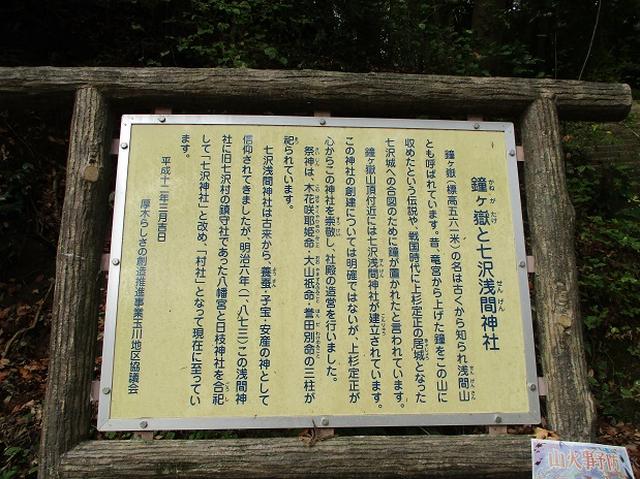 鐘ヶ嶽と七沢浅間神社
鐘ヶ嶽(標高五六一米)の名は古くから知られ浅間山
とも呼ばれています。昔、竜宮から上げた鐘をこの山に
収めたという伝説や、戦国時代に上杉定正の居城となった
七沢城への合図のために鐘が置かれたと言われています。
鐘ヶ嶽山頂付近には七沢浅間神社が建立されています。
この神社の創建については明確ではないが、上杉定正が
心からこの神社を崇敬し、社殿の造営を行いました。
祭神は、木花咲耶姫命・大山祇命・誉田別命の三柱が
祀られています。
七沢浅間神社は古来から、養蚕・子宝・安産の神として
信仰されてきましたが、明治六年(一八七三)この浅間神
社に旧七沢村の鎮守であった八幡宮と日枝神社を合祀
して「七沢神社」と改め、「村社」となって現在に至ってい
ます。
平成十二年三月吉日
厚木らしさの創造推進事業玉川地区協議会
山火事予防